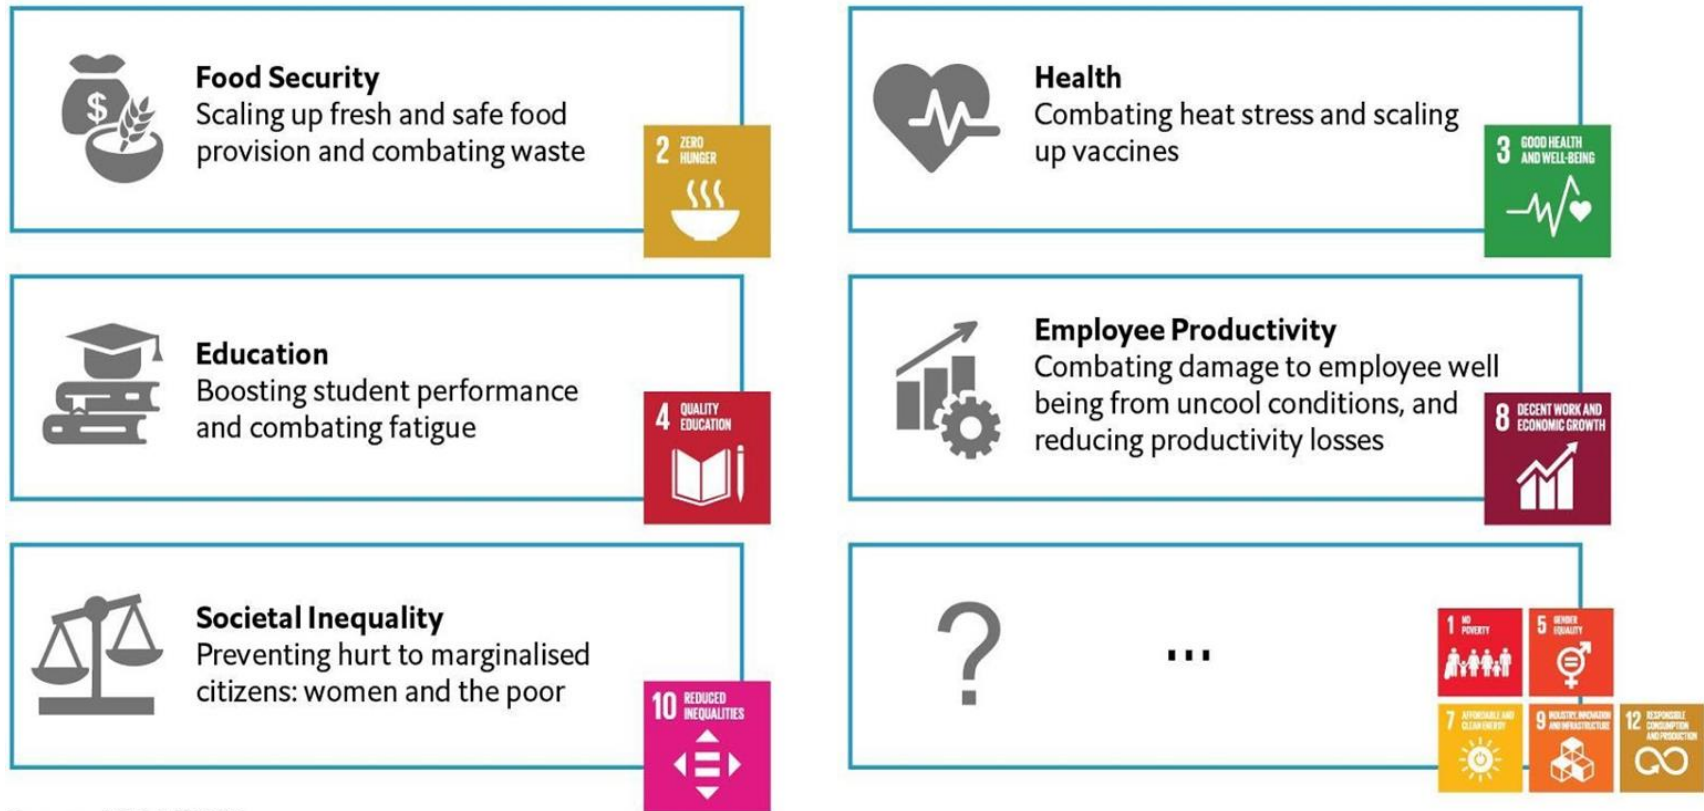 Food Security
Scaling up fresh and safe food
provision and combating waste
$
2 ZERO
HUNGER
Health
Combating heat stress and scaling
up vaccines
3 GOOD HEALTH
AND WELL-BEING
Education
Boosting student performance
and combating fatigue
4 QUALITY
EDUCATION
Employee Productivity
Combating damage to employee well
being from uncool conditions, and
reducing productivity losses
8 DECENT WORK AND
ECONOMIC GROWTH
Societal Inequality
Preventing hurt to marginalised
citizens: women and the poor
10 REDUCED
INEQUALITIES
?
...
1 NO
POVERTY
5 GENDER
EQUALITY
7 AFFORDABLE AND
CLEAN ENERGY
9 INDUSTRY, INNOVATION
AND INFRASTRUCTURE
12 RESPONSIBLE
CONSUMPTION
AND PRODUCTION